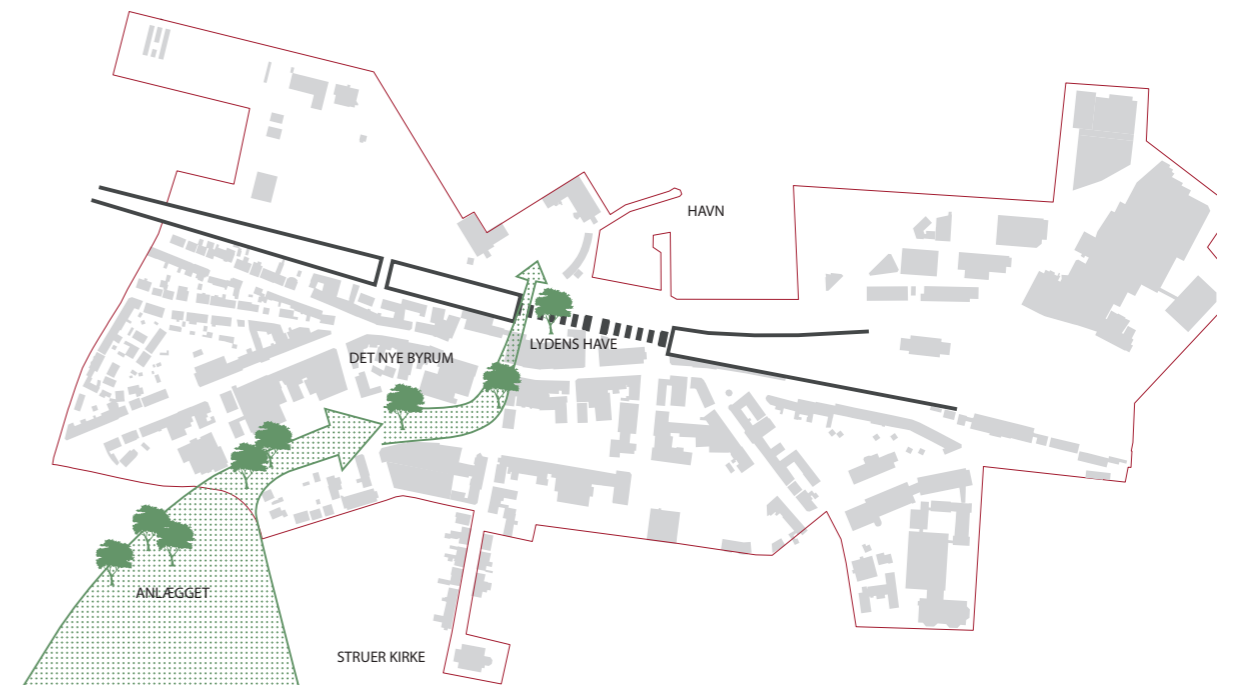 HAVN
LYDENS HAVE
DET NYE BYRUM
ANLÆGGET
STRUER KIRKE